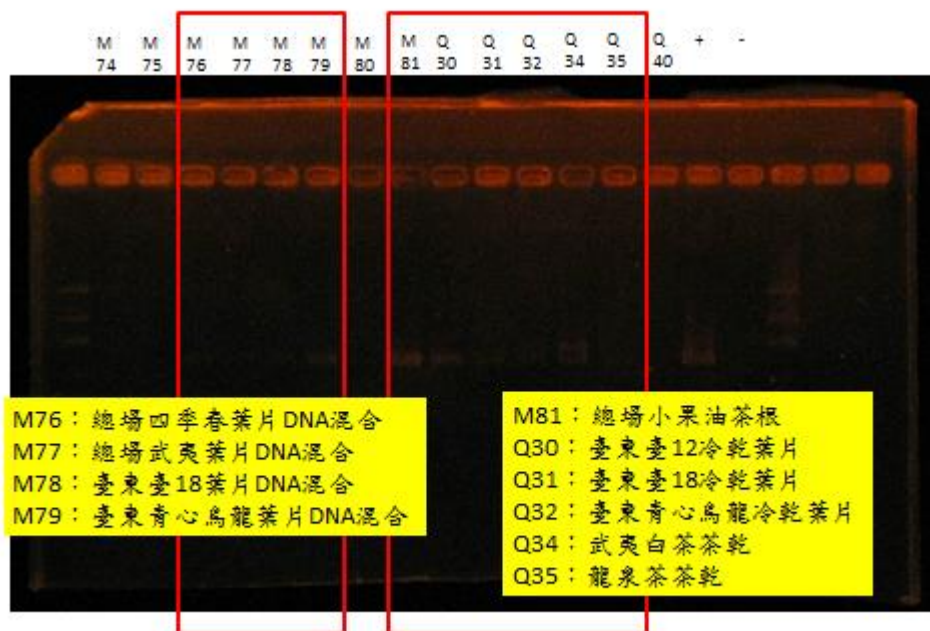 M M M M M M M M Q Q Q Q Q Q + -
74 75 76 77 78 79 80 81 30 31 32 34 35 40
M76：總場四季春葉片DNA混合
M77：總場武夷葉片DNA混合
M78：臺東臺18葉片DNA混合
M79：臺東青心烏龍葉片DNA混合
M81：總場小果油茶根
Q30：臺東臺12冷乾葉片
Q31：臺東臺18冷乾葉片
Q32：臺東青心烏龍冷乾葉片
Q34：武夷白茶茶乾
Q35：龍泉茶茶乾